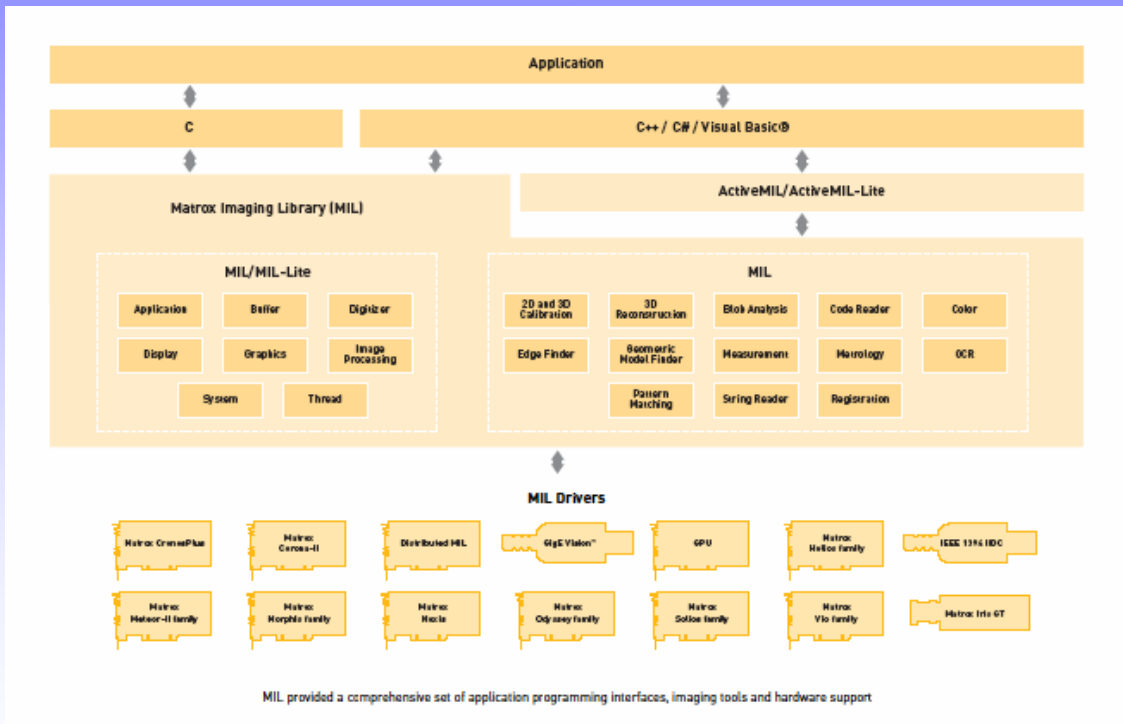 Application
C
C++ / C# / Visual Basic®
Matrox Imaging Library (MIL)
ActiveMIL/ActiveMIL-Lite
MIL/MIL-Lite
Application
Buffer
Digitizer
Display
Graphics
Image
Processing
System
Thread
MIL
2D and 3D
Calibration
3D
Reconstruction
Blob Analysis
Code Reader
Color
Edge Finder
Geometric
Model Finder
Measurement
Metrology
OCR
Pattern
Matching
String Reader
Registration
MIL Drivers
Matrox CronosPlus
Matrox
Corona-II
Distributed MIL
GigE Vision™
GPU
Matrox
Helios family
IEEE 1394 IIDC
Matrox
Meteor-II family
Matrox
Morphis family
Matrox
Nexis
Matrox
Odyssey family
Matrox
Solios family
Matrox
Vio family
Matrox Iris GT
MIL provided a comprehensive set of application programming interfaces, imaging tools and hardware support